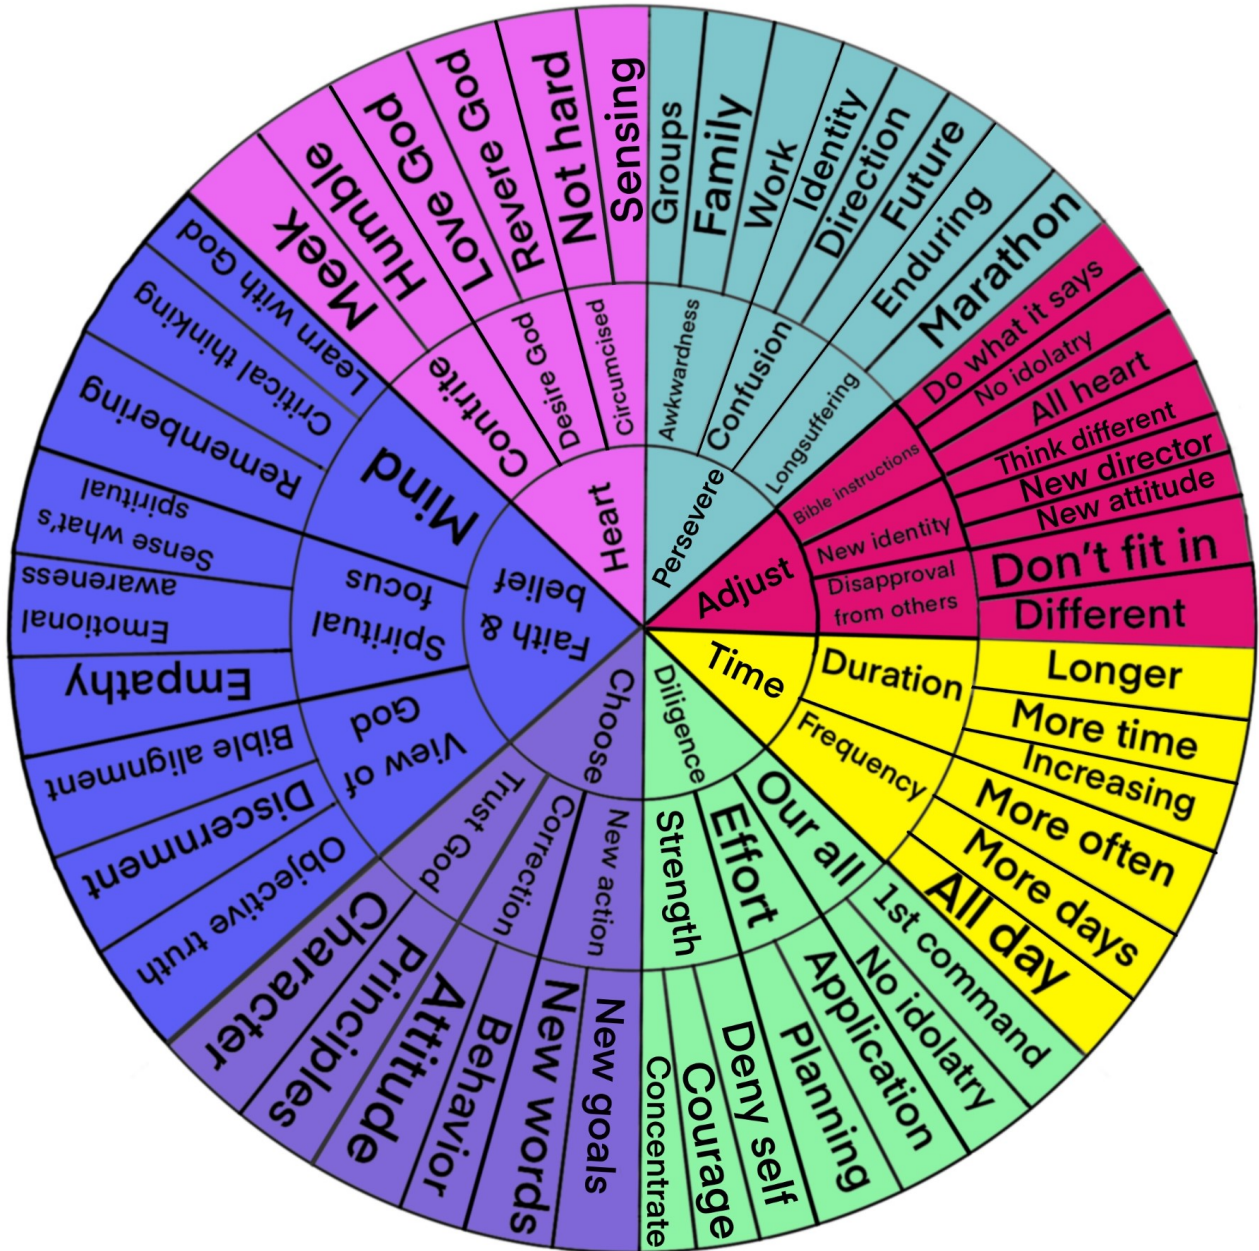 Heart
Circumcised
Sensing
Not hard
Desire God
Revere God
Love God
Contrite
Humble
Meek
Persevere
Awkwardness
Groups
Family
Work
Confusion
Identity
Direction
Future
Longsuffering
Enduring
Marathon
Adjust
Bible instructions
Do what it says
No idolatry
All heart
New identity
Think different
New director
New attitude
Disapproval
from others
Don't fit in
Different
Time
Duration
Longer
More time
Increasing
Frequency
More often
More days
All day
Diligence
Our all
1st command
No idolatry
Effort
Application
Planning
Strength
Deny self
Courage
Concentrate
Choose
New action
New goals
New words
Correction
Behavior
Attitude
Trust God
Principles
Character
Faith &
belief
View of
God
Objective truth
Discernment
Bible alignment
Spiritual
focus
Empathy
Emotional
awareness
Sense what's
spiritual
Mind
Remembering
Critical thinking
Learn with God